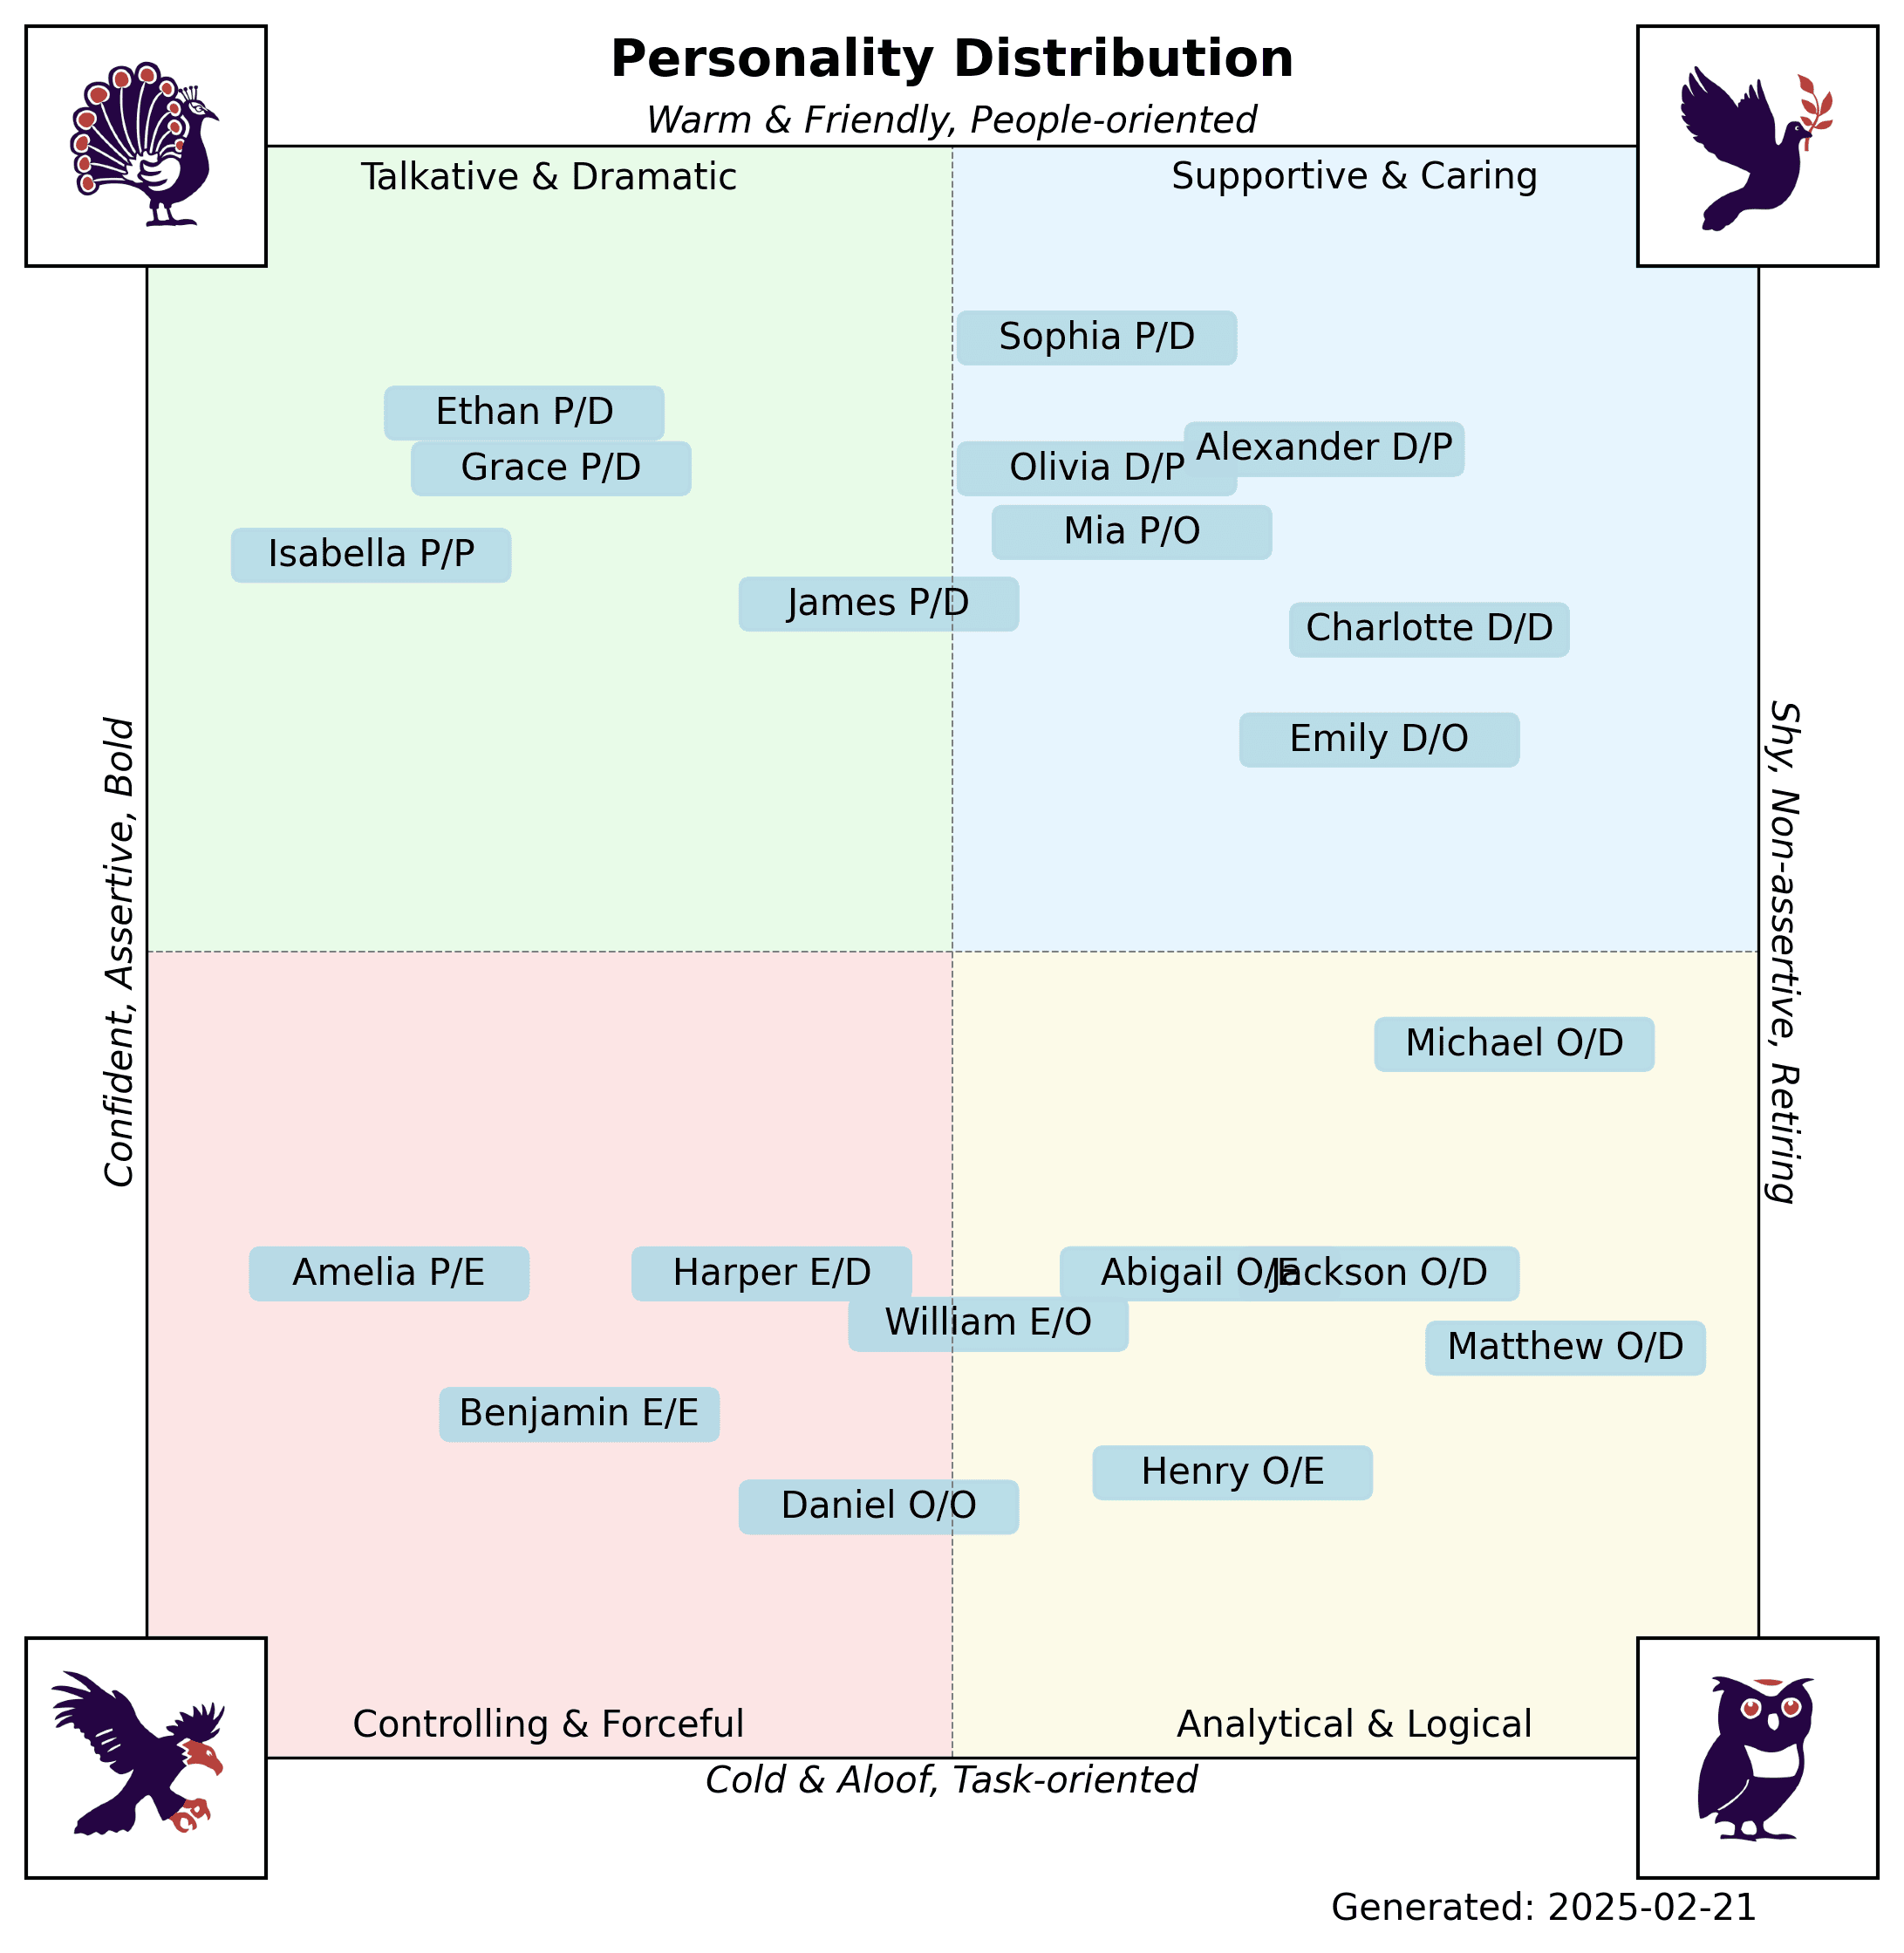 Personality Distribution
Warm & Friendly, People-oriented
Talkative & Dramatic
Supportive & Caring
Sophia P/D
Ethan P/D
Grace P/D
Alexander D/P
Olivia D/P
Mia P/O
Isabella P/P
James P/D
Charlotte D/D
Emily D/O
Confident, Assertive, Bold
Shy, Non-assertive, Retiring
Michael O/D
Amelia P/E
Harper E/D
Abigail O/E
Jackson O/D
William E/O
Matthew O/D
Benjamin E/E
Henry O/E
Daniel O/O
Controlling & Forceful
Analytical & Logical
Cold & Aloof, Task-oriented
Generated: 2025-02-21